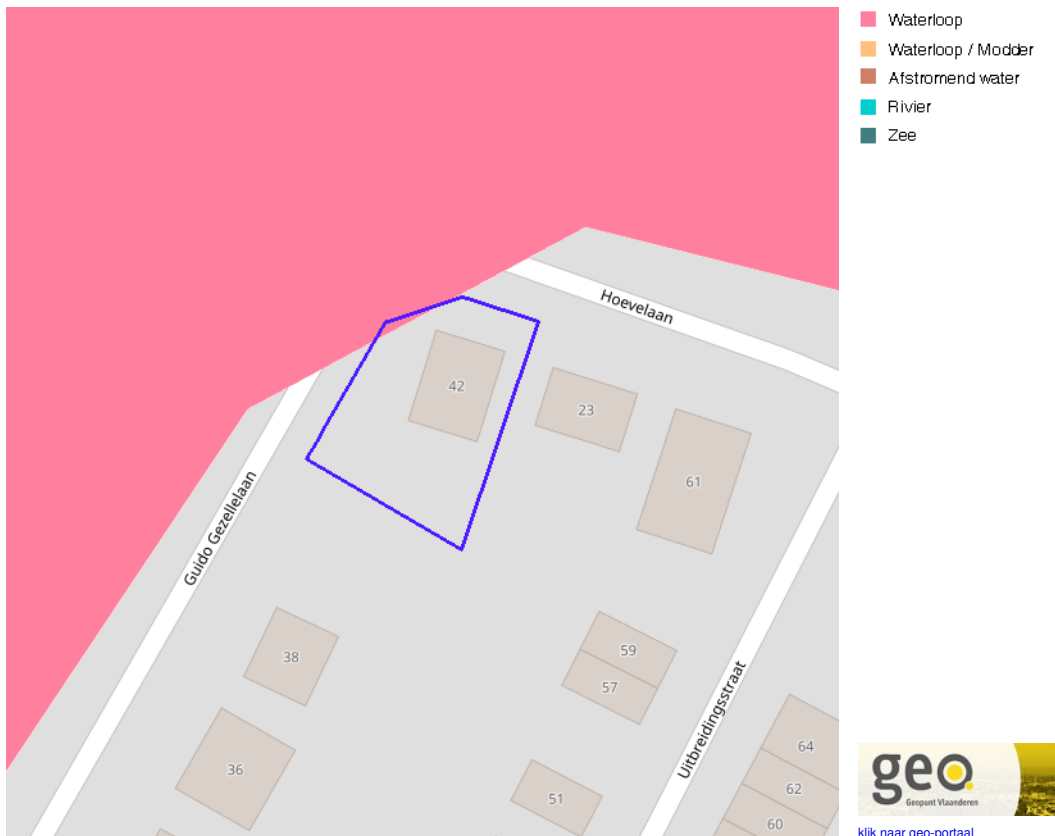 Waterloop
Waterloop / Modder
Afstromend water
Rivier
Zee
Hoevelaan
42
23
61
Guido Gezellelaan
38
59
57
Uitbreidingsstraat
36
64
51
62
60
geo
Geopunt Vlaanderen
klik naar geo-portaal